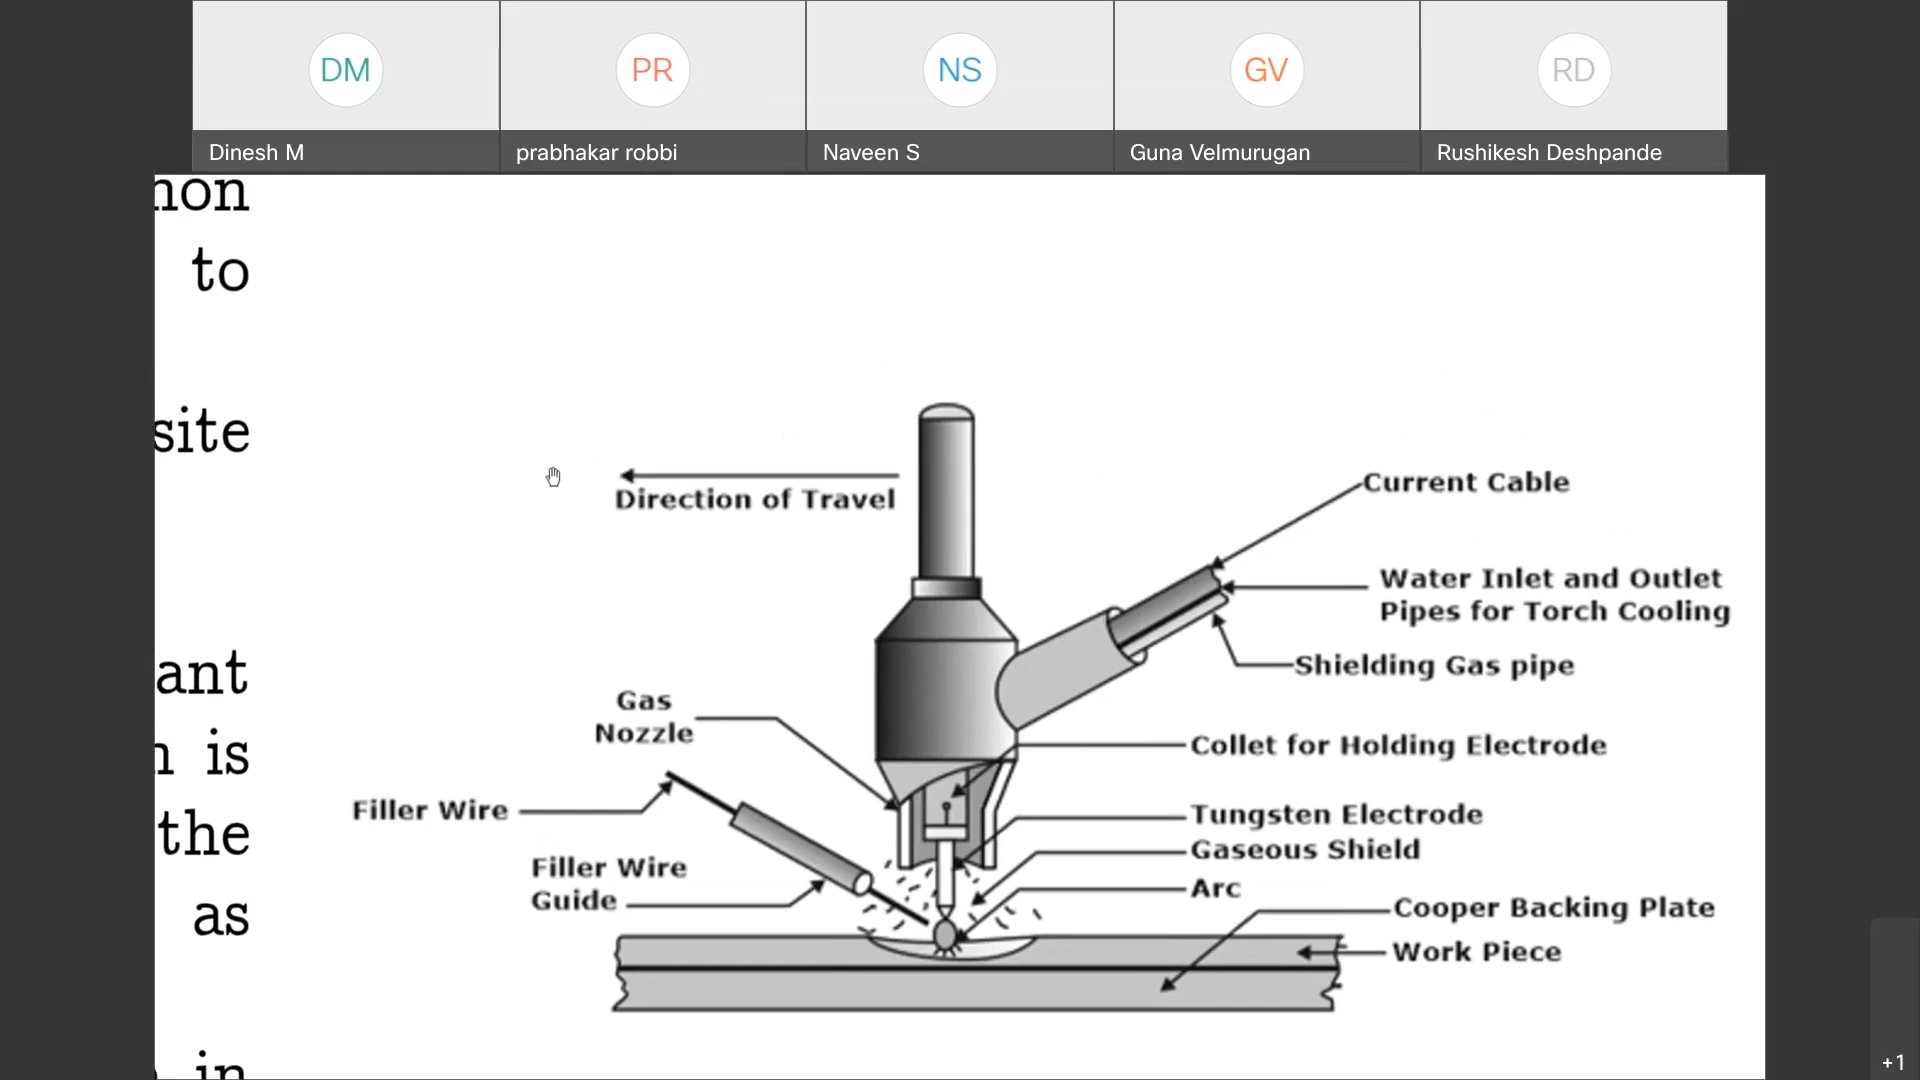 DM
PR
NS
GV
RD
Dinesh M
prabhakar robbi
Naveen S
Guna Velmurugan
Rushikesh Deshpande
to
site
ant
is
the
as
in
Direction of Travel
Current Cable
Water Inlet and Outlet
Pipes for Torch Cooling
Shielding Gas pipe
Gas
Nozzle
Collet for Holding Electrode
Filler Wire
Tungsten Electrode
Gaseous Shield
Filler Wire
Guide
Arc
Cooper Backing Plate
Work Piece
+1